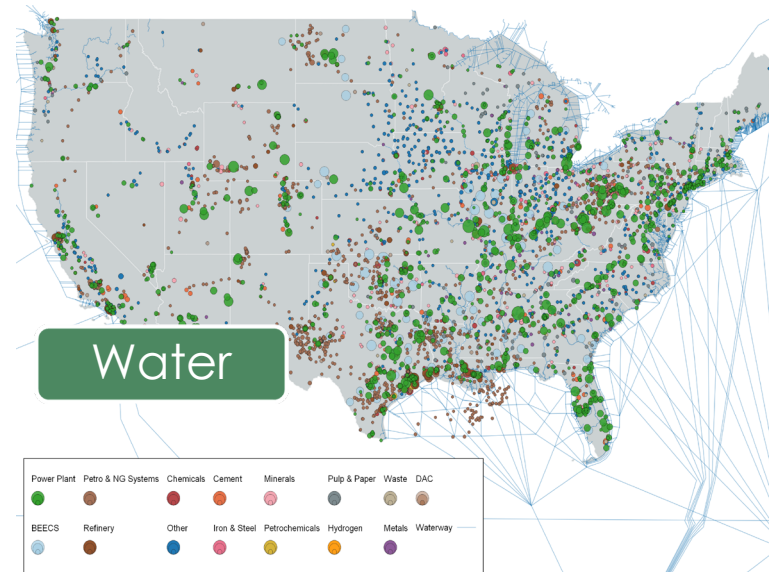 Water
Power Plant Petro & NG Systems Chemicals Cement Minerals Pulp & Paper Waste DAC
BEECS Refinery Other Iron & Steel Petrochemicals Hydrogen Metals Waterway